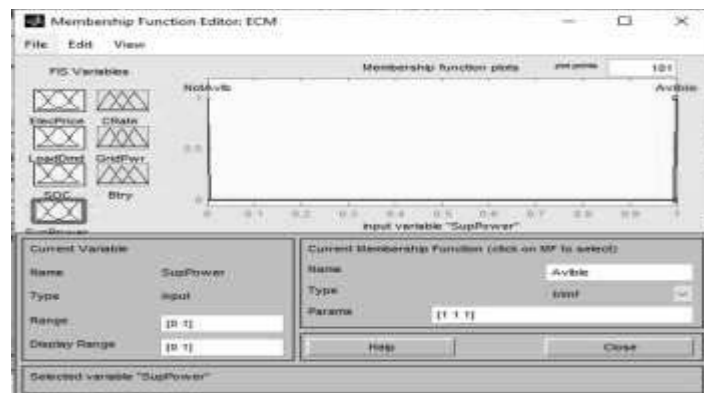 Membership Function Editor: ECM
File Edit View
FIS Variables
Membership function plots plot points: 181
NotAvlb
Avlble
1
0.5
0
ElecPrice CRate
LoadDmd GridPwr
SOC Btry
SupPower
0 0.1 0.2 0.3 0.4 0.5 0.6 0.7 0.8 0.9 1
input variable "SupPower"
Current Variable
Name SupPower
Type input
Range [0 1]
Display Range [0 1]
Current Membership Function (click on MF to select)
Name Avlble
Type trimf
Params [1 1 1]
Help Close
Selected variable "SupPower"